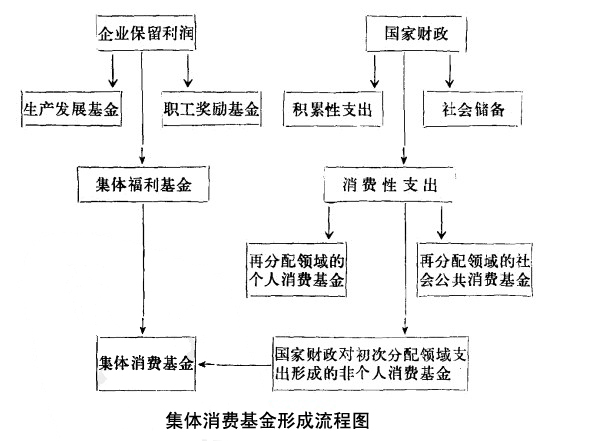 企业保留利润
国家财政
生产发展基金
职工奖励基金
积累性支出
社会储备
集体福利基金
消费性支出
再分配领域的
个人消费基金
再分配领域的社
会公共消费基金
集体消费基金
国家财政对初次分配领域支
出形成的非个人消费基金
集体消费基金形成流程图